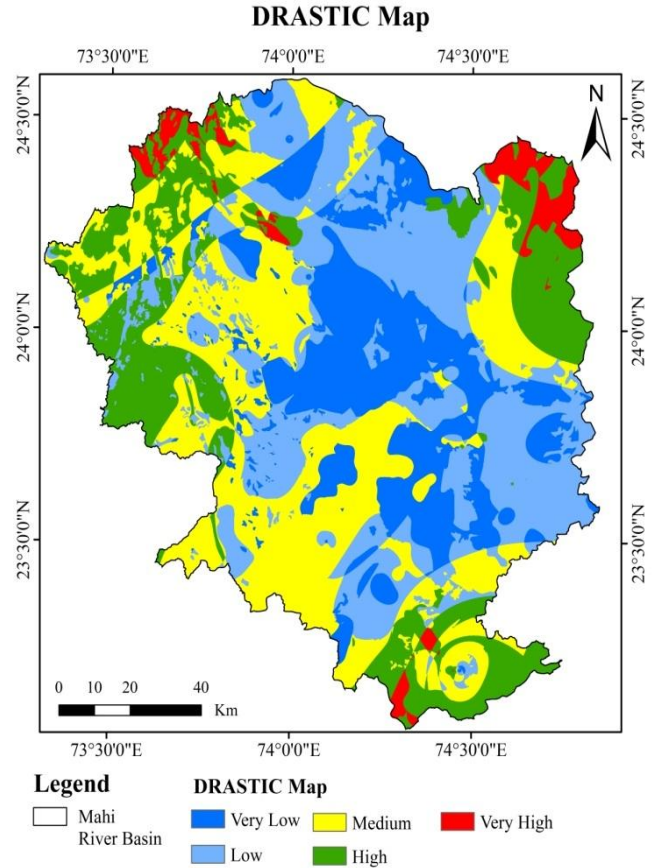 DRASTIC Map
73°30'0"E 74°0'0"E 74°30'0"E
24°30'0"N 24°30'0"N
N
24°0'0"N 24°0'0"N
23°30'0"N 23°30'0"N
0 10 20 40
Km
73°30'0"E 74°0'0"E 74°30'0"E
Legend DRASTIC Map
Mahi Very Low Medium Very High
River Basin
Low High